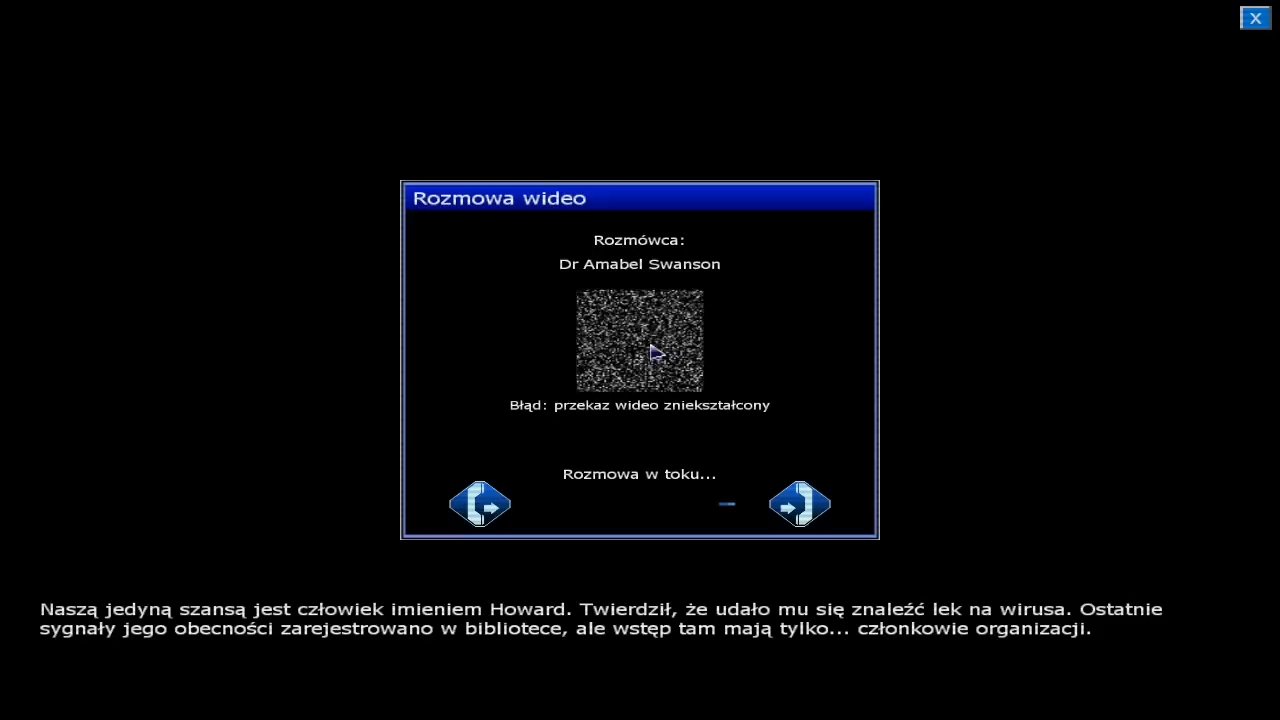 X
Rozmowa wideo
Rozmówca:
Dr Amabel Swanson
Błąd: przekaz wideo zniekształcony
Rozmowa w toku...
Naszą jedyną szansą jest człowiek imieniem Howard. Twierdził, że udało mu się znaleźć lek na wirusa. Ostatnie
sygnały jego obecności zarejestrowano w bibliotece, ale wstęp tam mają tylko... członkowie organizacji.